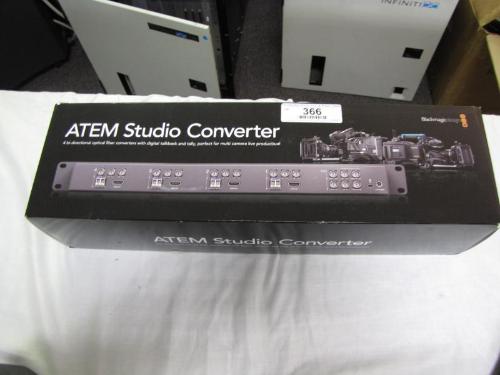 INFINITI
366
Blackmagicdesign
ATEM Studio Converter
4 bi-directional optical fiber converters with digital talkback and tally, perfect for multi camera live production!
ATEM Studio Converter